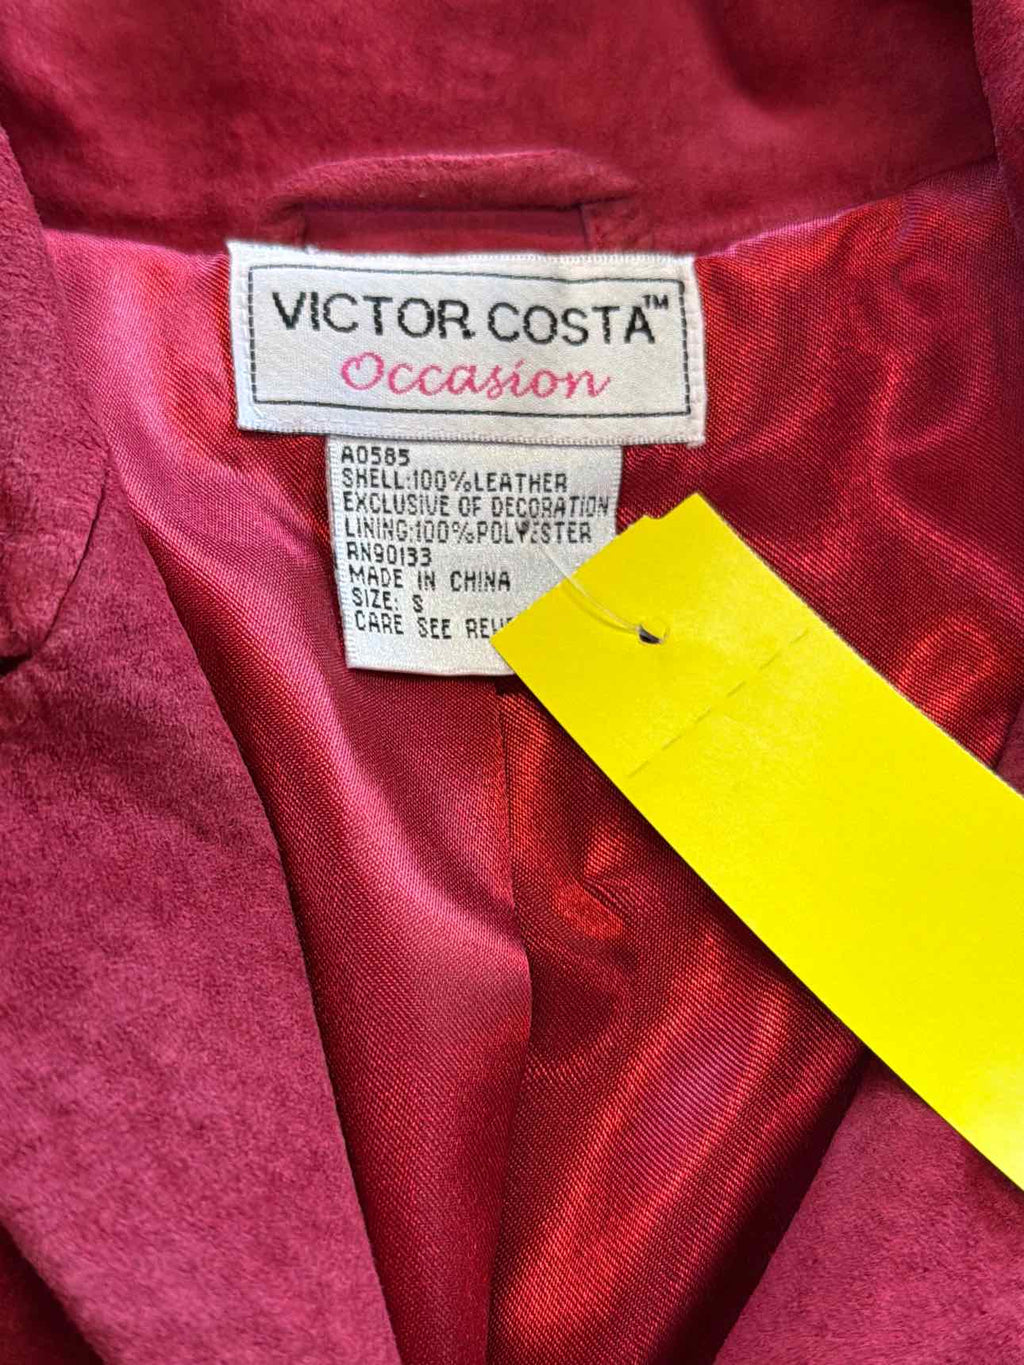 VICTOR COSTA™
Occasion
A0585
SHELL:100%LEATHER
EXCLUSIVE OF DECORATION
LINING:100%POLYESTER
RN90133
MADE IN CHINA
SIZE: S
CARE SEE